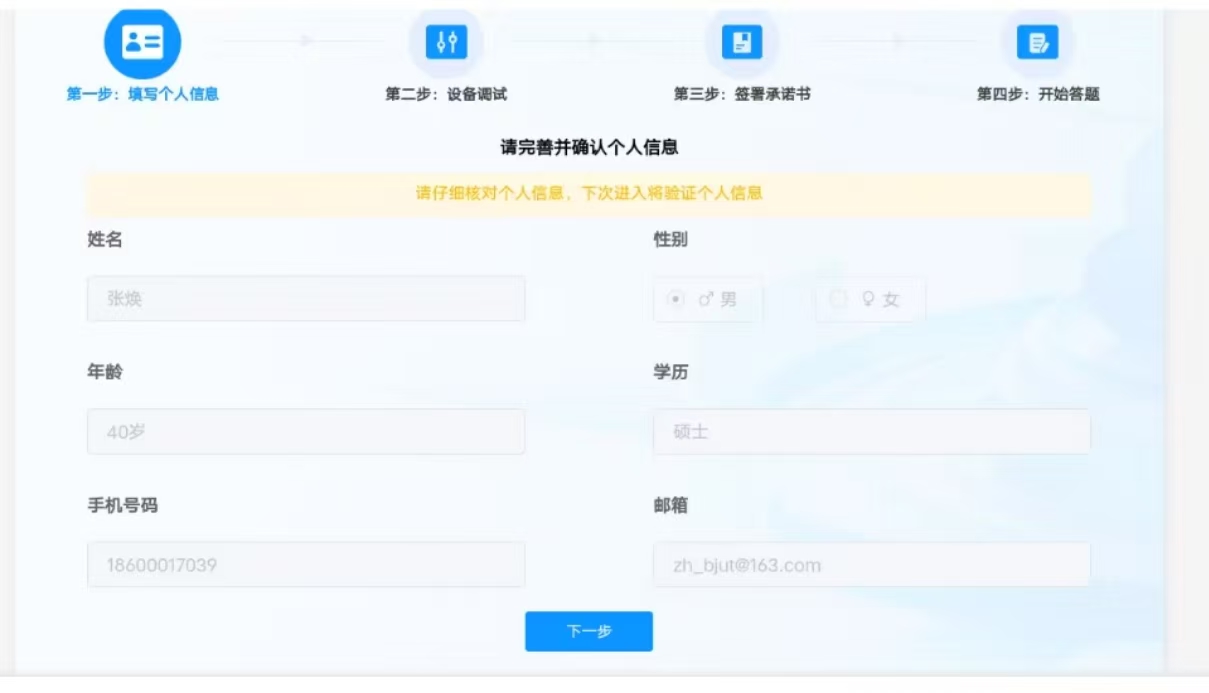 第一步：填写个人信息
第二步：设备调试
第三步：签署承诺书
第四步：开始答题
请完善并确认个人信息
请仔细核对个人信息，下次进入将验证个人信息
姓名
性别
张焕
♂ 男
♀ 女
年龄
学历
40岁
硕士
手机号码
邮箱
18600017039
zh_bjut@163.com
下一步